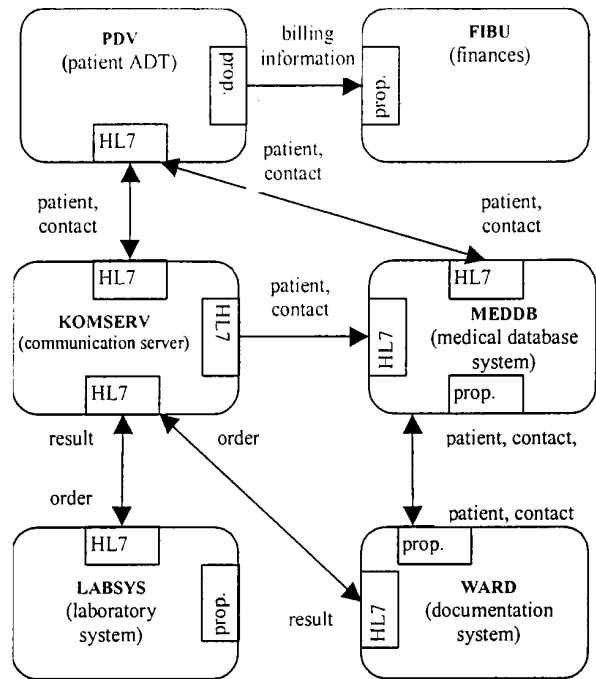 PDV
(patient ADT)
prop.
HL7
billing
information
FIBU
(finances)
prop.
patient,
contact
patient,
contact
patient,
contact
HL7
KOMSERV
(communication server)
HL7
HL7
patient,
contact
HL7
MEDDB
(medical database
system)
HL7
prop.
result
order
order
patient, contact,
patient, contact
HL7
LABSYS
(laboratory
system)
prop.
result
prop.
WARD
(documentation
system)
HL7